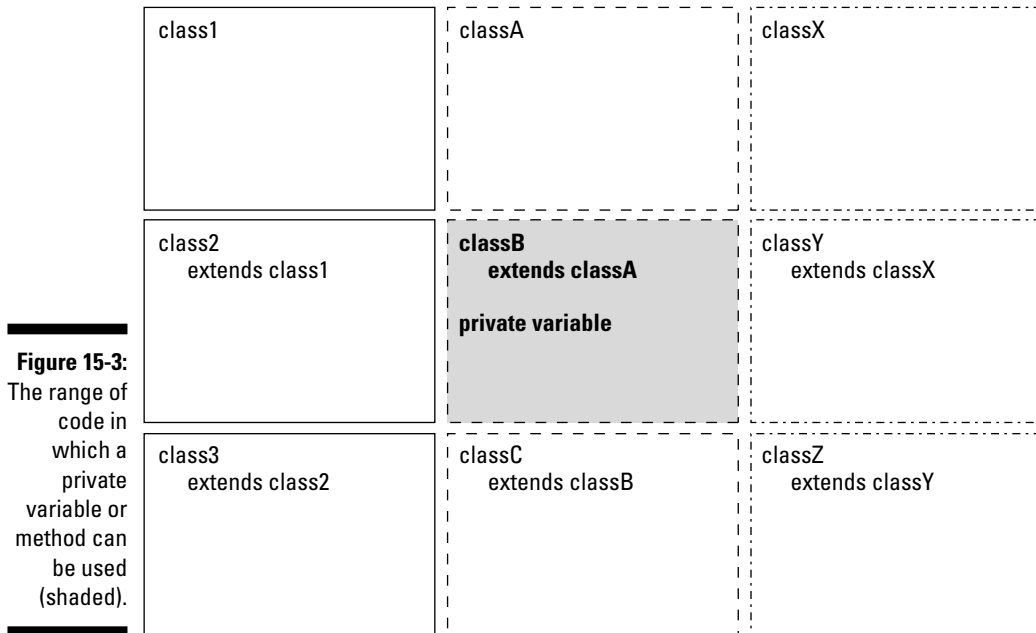 class1
classA
classX
class2
extends class1
classB
extends classA
private variable
classY
extends classX
class3
extends class2
classC
extends classB
classZ
extends classY
Figure 15-3:
The range of
code in
which a
private
variable or
method can
be used
(shaded).